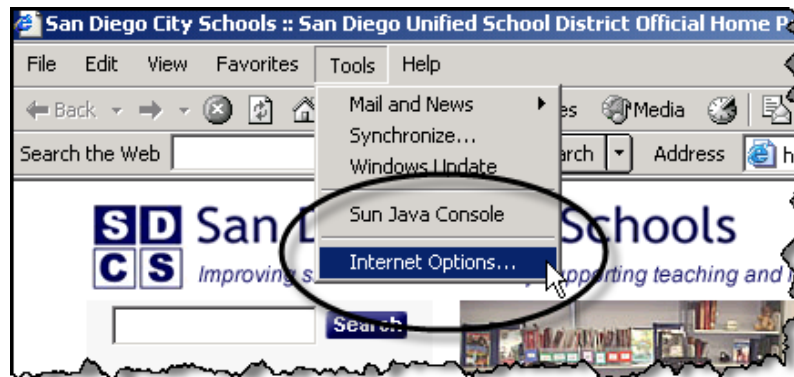 San Diego City Schools :: San Diego Unified School District Official Home P
File Edit View Favorites Tools Help
Back
Media
Search the Web
Address
Mail and News
Synchronize...
Windows Update
Sun Java Console
Internet Options...
S D
C S
San D
Schools
Improving s
supporting teaching and
Search